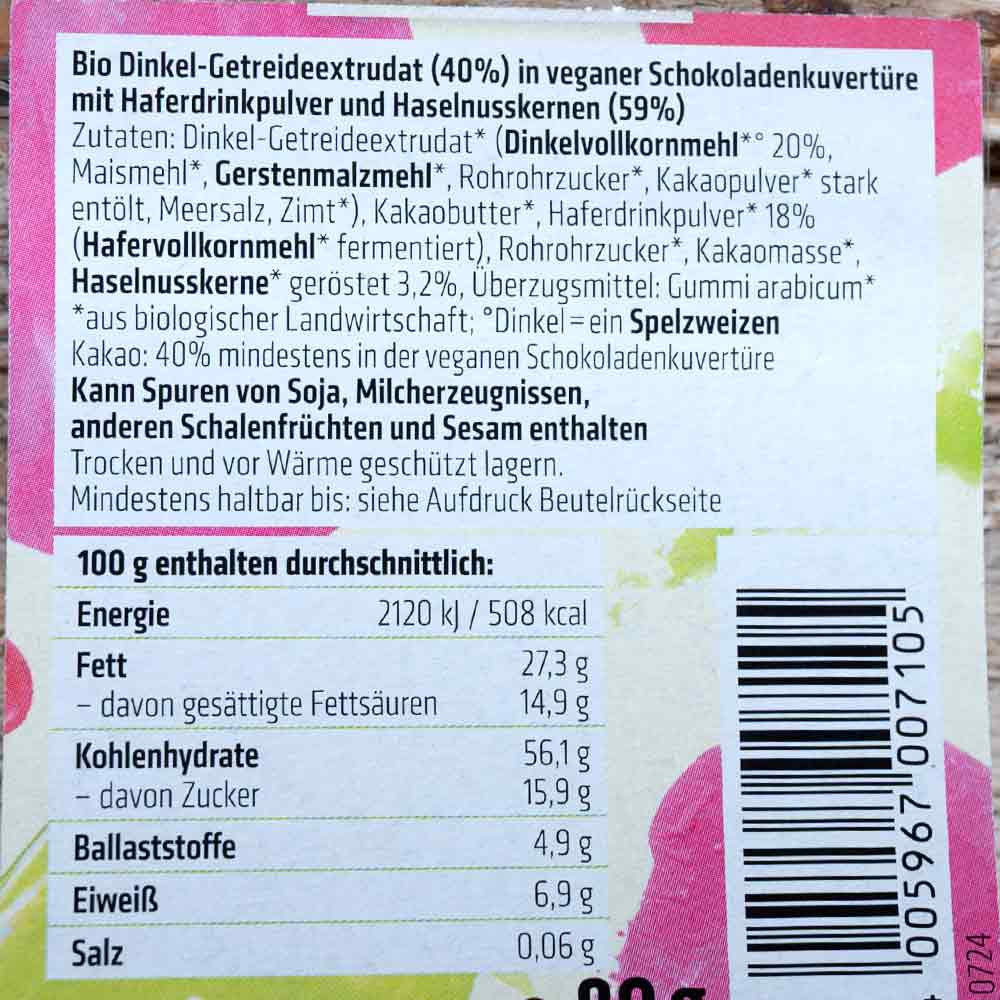 Bio Dinkel-Getreideextrudat (40%) in veganer Schokoladenkuvertüre
mit Haferdrinkpulver und Haselnusskernen (59%)
Zutaten: Dinkel-Getreideextrudat* (Dinkelvollkornmehl*° 20%,
Maismehl*, Gerstenmalzmehl*, Rohrohrzucker*, Kakaopulver* stark
entölt, Meersalz, Zimt*), Kakaobutter*, Haferdrinkpulver* 18%
(Hafervollkornmehl* fermentiert), Rohrohrzucker*, Kakaomasse*,
Haselnusskerne* geröstet 3,2%, Überzugsmittel: Gummi arabicum*
*aus biologischer Landwirtschaft; °Dinkel = ein Spelzweizen
Kakao: 40% mindestens in der veganen Schokoladenkuvertüre
Kann Spuren von Soja, Milcherzeugnissen,
anderen Schalenfrüchten und Sesam enthalten
Trocken und vor Wärme geschützt lagern.
Mindestens haltbar bis: siehe Aufdruck Beutelrückseite
100 g enthalten durchschnittlich:
Energie 2120 kJ / 508 kcal
Fett 27,3 g
– davon gesättigte Fettsäuren 14,9 g
Kohlenhydrate 56,1 g
– davon Zucker 15,9 g
Ballaststoffe 4,9 g
Eiweiß 6,9 g
Salz 0,06 g
005967 007105
0724